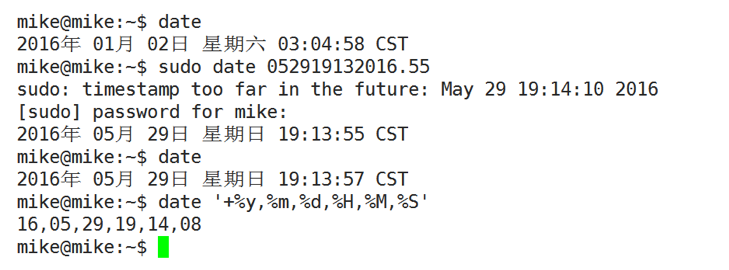 mike@mike:~$ date
2016年 01月 02日 星期六 03:04:58 CST
mike@mike:~$ sudo date 052919132016.55
sudo: timestamp too far in the future: May 29 19:14:10 2016
[sudo] password for mike:
2016年 05月 29日 星期日 19:13:55 CST
mike@mike:~$ date
2016年 05月 29日 星期日 19:13:57 CST
mike@mike:~$ date '+%y,%m,%d,%H,%M,%S'
16,05,29,19,14,08
mike@mike:~$